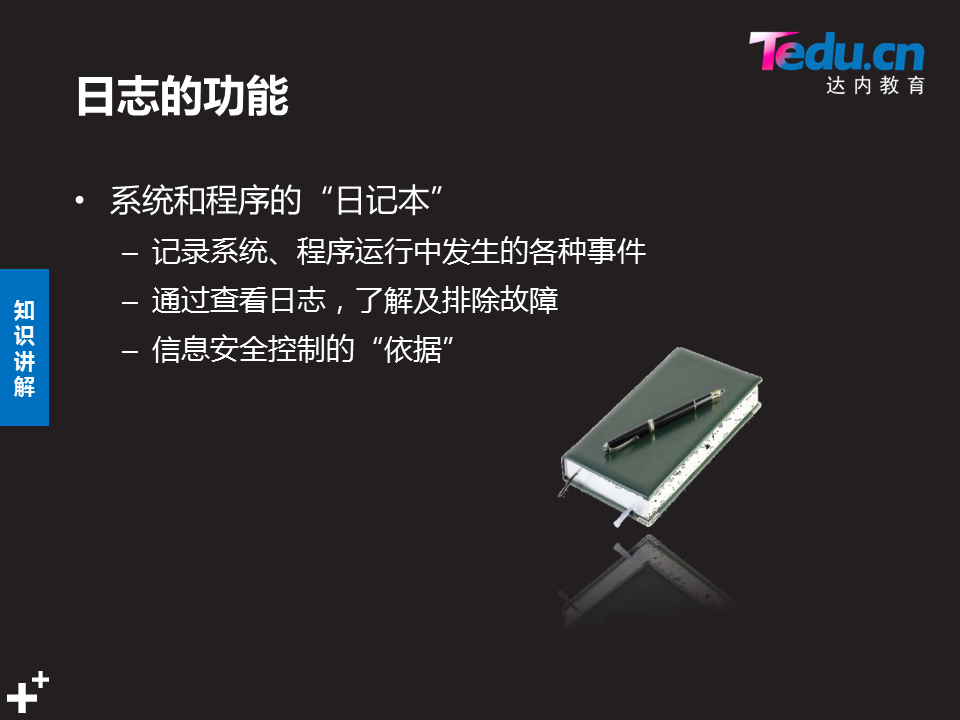 Tedu.cn
达内教育
日志的功能
• 系统和程序的“日记本”
– 记录系统、程序运行中发生的各种事件
– 通过查看日志，了解及排除故障
– 信息安全控制的“依据”
知
识
讲
解